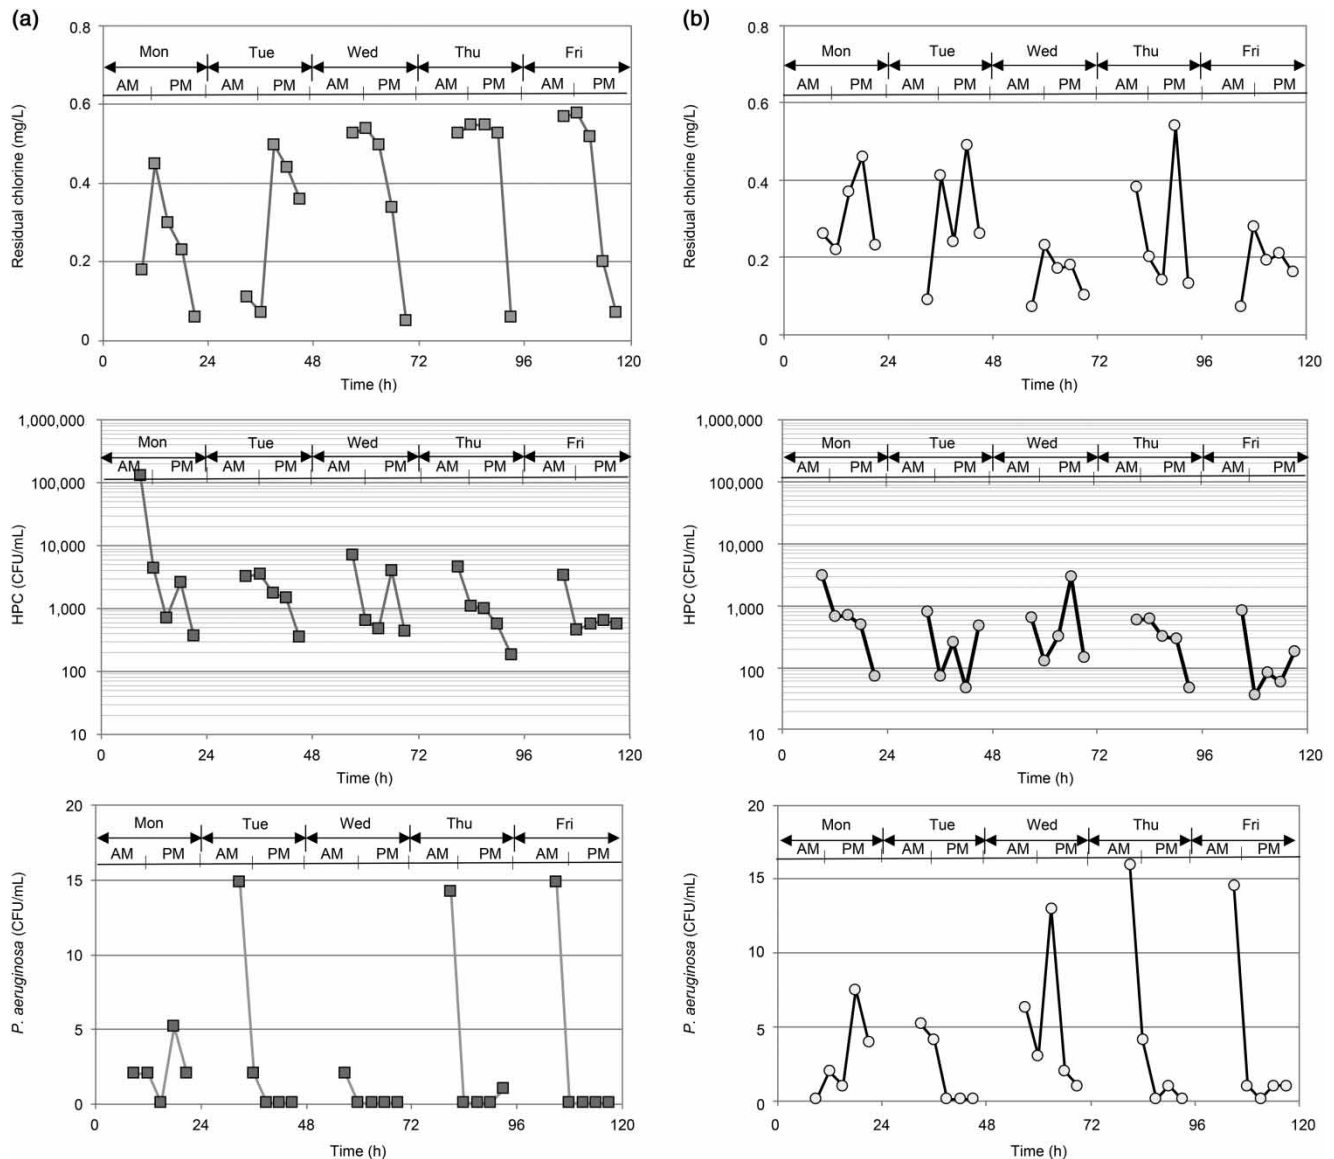 (a)
0.8
Mon Tue Wed Thu Fri
AM PM AM PM AM PM AM PM AM PM
0.6
0.4
0.2
0
Residual chlorine (mg/L)
0 24 48 72 96 120
Time (h)
(b)
0.8
Mon Tue Wed Thu Fri
AM PM AM PM AM PM AM PM AM PM
0.6
0.4
0.2
0
Residual chlorine (mg/L)
0 24 48 72 96 120
Time (h)
1,000,000
Mon Tue Wed Thu Fri
AM PM AM PM AM PM AM PM AM PM
100,000
10,000
1,000
100
10
HPC (CFU/mL)
0 24 48 72 96 120
Time (h)
1,000,000
Mon Tue Wed Thu Fri
AM PM AM PM AM PM AM PM AM PM
100,000
10,000
1,000
100
10
HPC (CFU/mL)
0 24 48 72 96 120
Time (h)
20
Mon Tue Wed Thu Fri
AM PM AM PM AM PM AM PM AM PM
15
10
5
0
P. aeruginosa (CFU/mL)
0 24 48 72 96 120
Time (h)
20
Mon Tue Wed Thu Fri
AM PM AM PM AM PM AM PM AM PM
15
10
5
0
P. aeruginosa (CFU/mL)
0 24 48 72 96 120
Time (h)